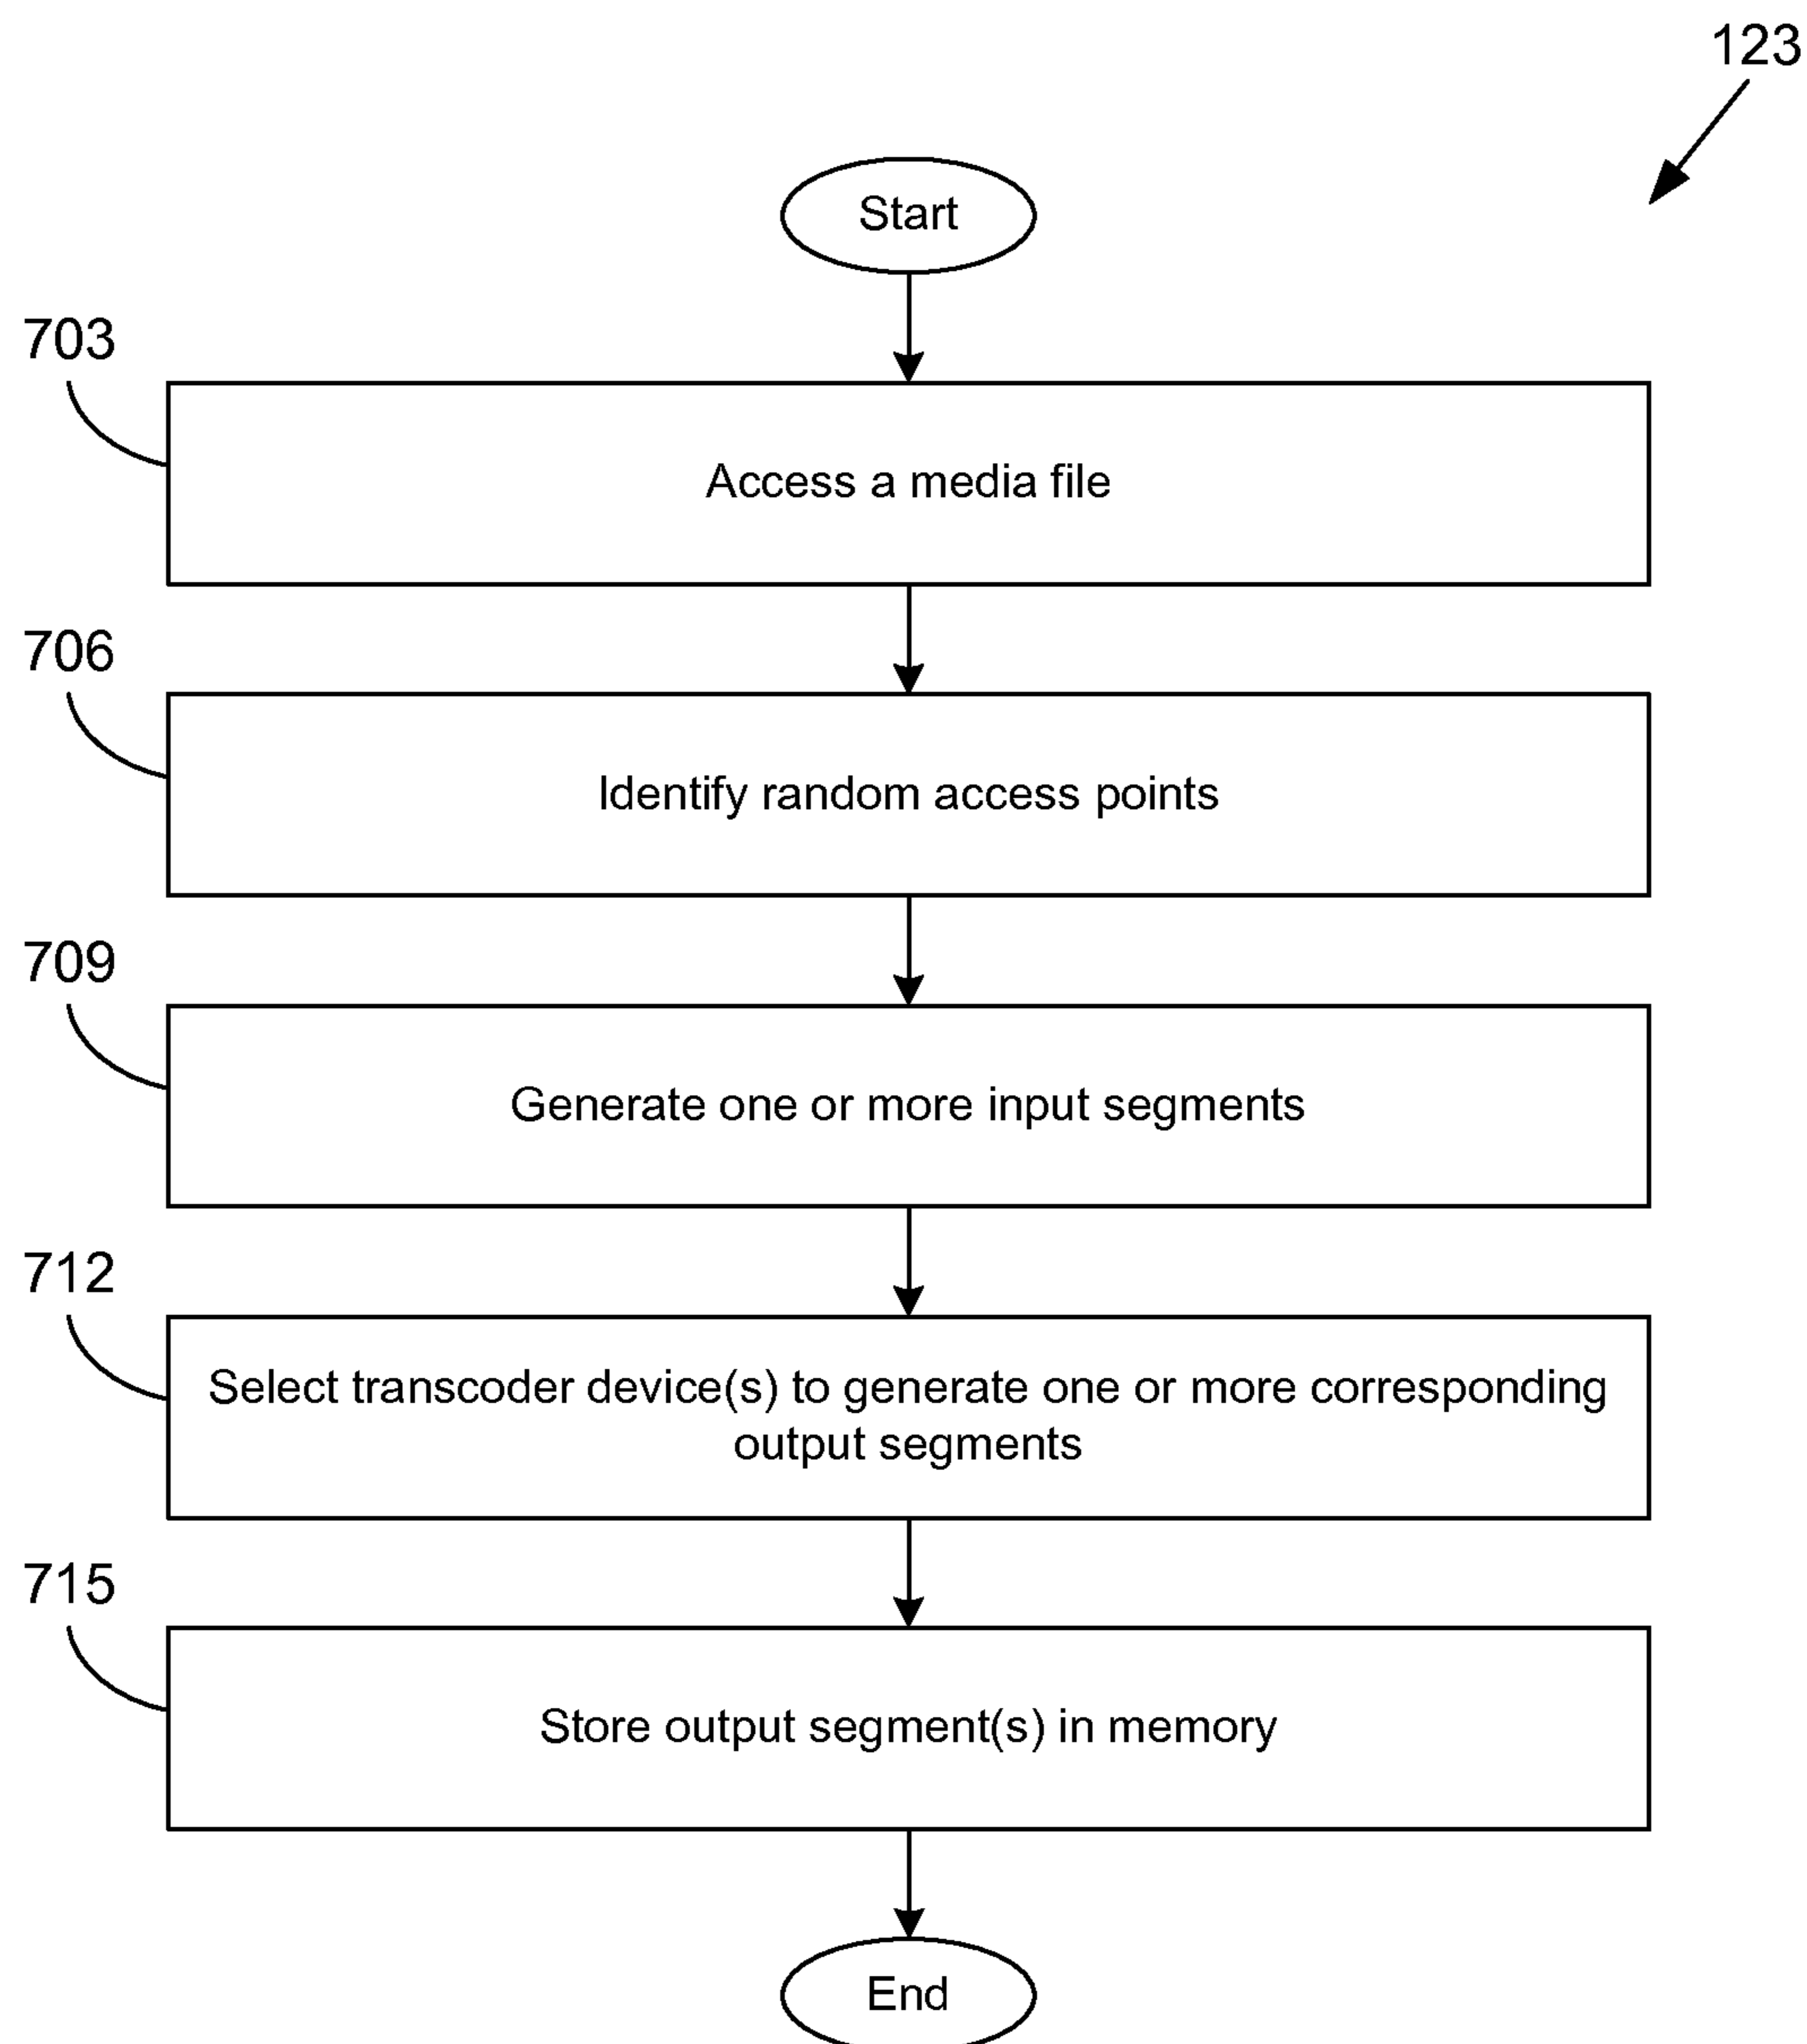 123
Start
703
Access a media file
706
Identify random access points
709
Generate one or more input segments
712
Select transcoder device(s) to generate one or more corresponding
output segments
715
Store output segment(s) in memory
End